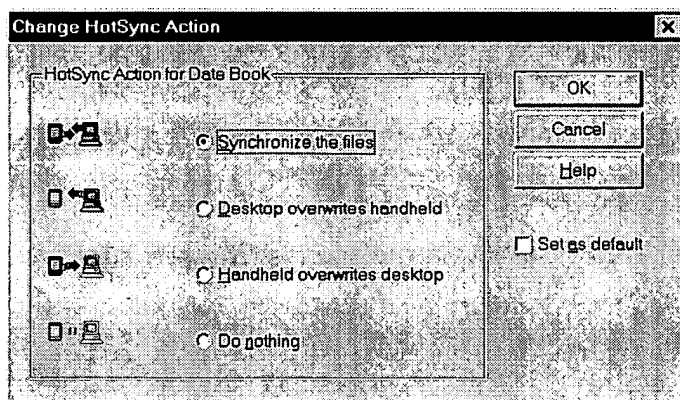 Change HotSync Action
HotSync Action for Date Book
Synchronize the files
Desktop overwrites handheld
Handheld overwrites desktop
Do nothing
OK
Cancel
Help
Set as default